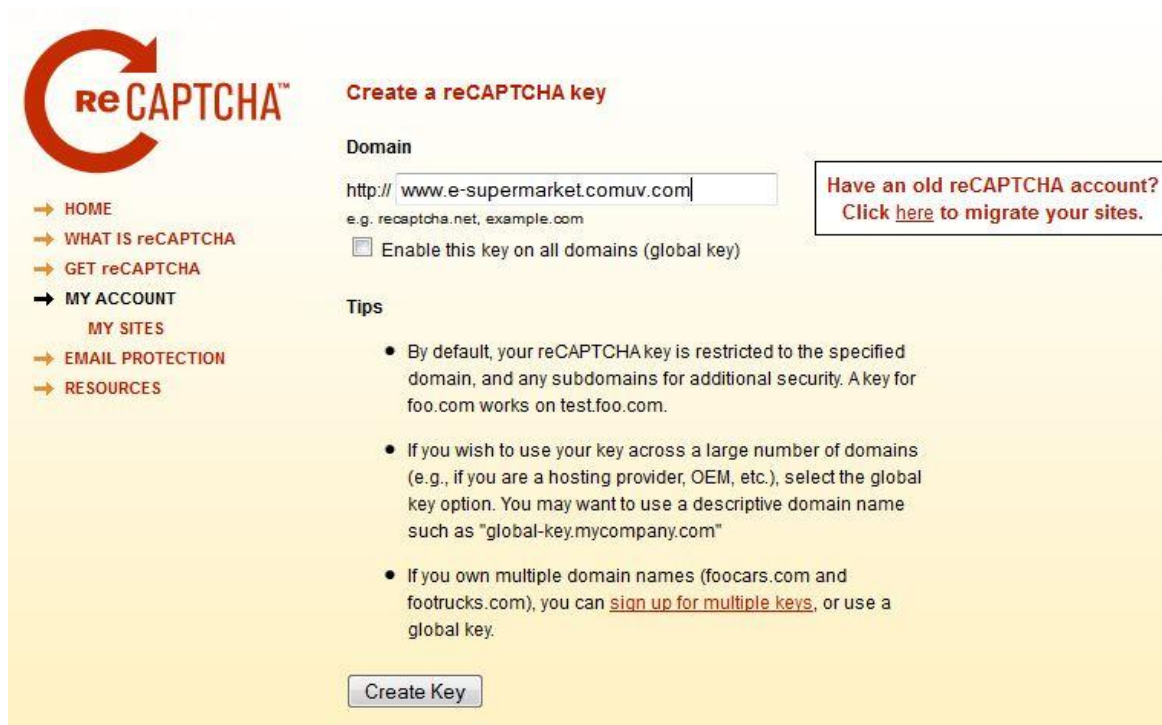 reCAPTCHA™
HOME
WHAT IS reCAPTCHA
GET reCAPTCHA
MY ACCOUNT
MY SITES
EMAIL PROTECTION
RESOURCES
Create a reCAPTCHA key
Domain
http:// www.e-supermarket.comuv.com
e.g. recaptcha.net, example.com
Enable this key on all domains (global key)
Have an old reCAPTCHA account?
Click here to migrate your sites.
Tips
By default, your reCAPTCHA key is restricted to the specified
domain, and any subdomains for additional security. A key for
foo.com works on test.foo.com.
If you wish to use your key across a large number of domains
(e.g., if you are a hosting provider, OEM, etc.), select the global
key option. You may want to use a descriptive domain name
such as "global-key.mycompany.com"
If you own multiple domain names (foocars.com and
footrucks.com), you can sign up for multiple keys, or use a
global key.
Create Key